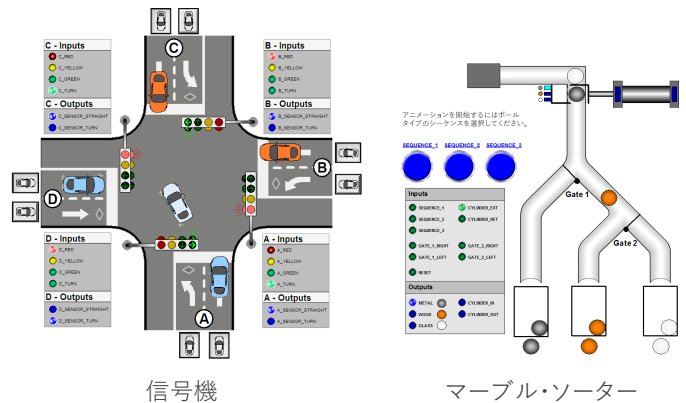 C - Inputs
C_RED
C_YELLOW
C_GREEN
C_TURN
C - Outputs
C_SENSOR_STRAIGHT
C_SENSOR_TURN
C
B - Inputs
B_RED
B_YELLOW
B_GREEN
B_TURN
B - Outputs
B_SENSOR_STRAIGHT
B_SENSOR_TURN
B
D
D - Inputs
D_RED
D_YELLOW
D_GREEN
D_TURN
D - Outputs
D_SENSOR_STRAIGHT
D_SENSOR_TURN
A
A - Inputs
A_RED
A_YELLOW
A_GREEN
A_TURN
A - Outputs
A_SENSOR_STRAIGHT
A_SENSOR_TURN
信号機
アニメーションを開始するにはボール
タイプのシーケンスを選択してください。
SEQUENCE_1 SEQUENCE_2 SEQUENCE_3
Inputs
SEQUENCE_1 CYLINDER_EXT
SEQUENCE_2 CYLINDER_RET
SEQUENCE_3
GATE_1_RIGHT GATE_2_RIGHT
GATE_1_LEFT GATE_2_LEFT
RESET
Outputs
METAL CYLINDER_IN
WOOD CYLINDER_OUT
GLASS
Gate 1
Gate 2
マーブル・ソーター